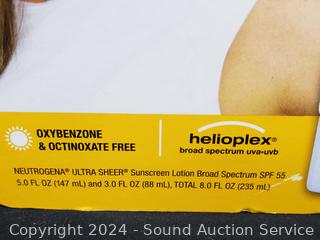 OXYBENZONE
& OCTINOXATE FREE
helioplex®
broad spectrum uva•uvb
NEUTROGENA® ULTRA SHEER® Sunscreen Lotion Broad Spectrum SPF 55
5.0 FL OZ (147 mL) and 3.0 FL OZ (88 mL), TOTAL 8.0 FL OZ (235 mL)
Copyright 2024 - Sound Auction Service